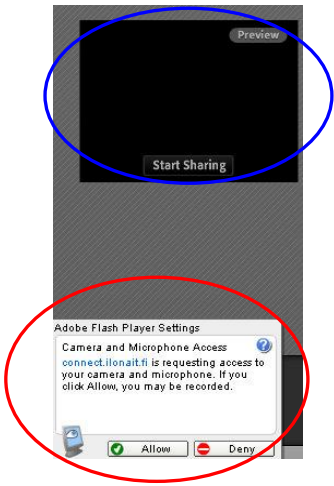 Preview
Start Sharing
Adobe Flash Player Settings
Camera and Microphone Access
connect.ilonait.fi is requesting access to
your camera and microphone. If you
click Allow, you may be recorded.
Allow Deny